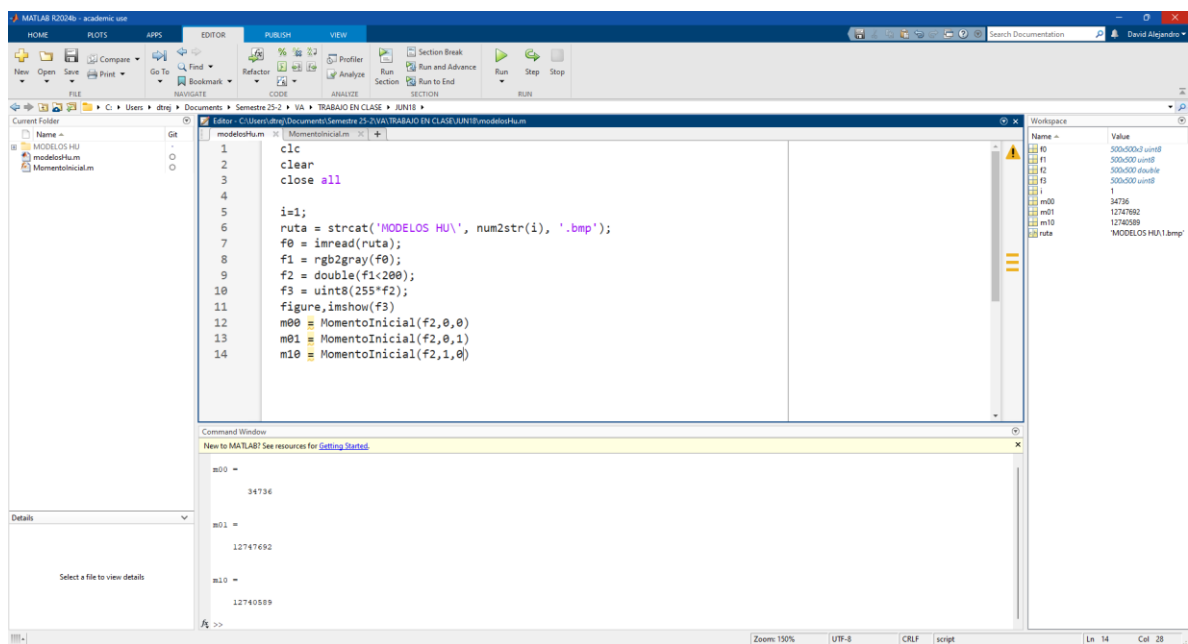 MATLAB R2024b - academic use
HOME PLOTS APPS EDITOR PUBLISH VIEW Search Documentation David Alejandro
New Open Save Compare Print Go To Find Bookmark Refactor Profiler Analyze Run Section Section Break Run and Advance Run to End Run Step Stop
FILE NAVIGATE CODE ANALYZE SECTION RUN
C: Users dtrej Documents Semestre 25-2 VA TRABAJO EN CLASE JUN18
Current Folder
Name Git
MODELOS HU
modelosHu.m
MomentoInicial.m
Details
Select a file to view details
Editor - C:\Users\dtrej\Documents\Semestre 25-2\VA\TRABAJO EN CLASE\JUN18\modelosHu.m
modelosHu.m MomentoInicial.m +
1 clc
2 clear
3 close all
4
5 i=1;
6 ruta = strcat('MODELOS HU\', num2str(i), '.bmp');
7 f0 = imread(ruta);
8 f1 = rgb2gray(f0);
9 f2 = double(f1<200);
10 f3 = uint8(255*f2);
11 figure,imshow(f3)
12 m00 = MomentoInicial(f2,0,0)
13 m01 = MomentoInicial(f2,0,1)
14 m10 = MomentoInicial(f2,1,0)
Command Window
New to MATLAB? See resources for Getting Started.
m00 =
34736
m01 =
12747692
m10 =
12740589
fx >>
Workspace
Name Value
f0 500x500x3 uint8
f1 500x500 uint8
f2 500x500 double
f3 500x500 uint8
i 1
m00 34736
m01 12747692
m10 12740589
ruta 'MODELOS HU\1.bmp'
Zoom: 150% UTF-8 CRLF script Ln 14 Col 28